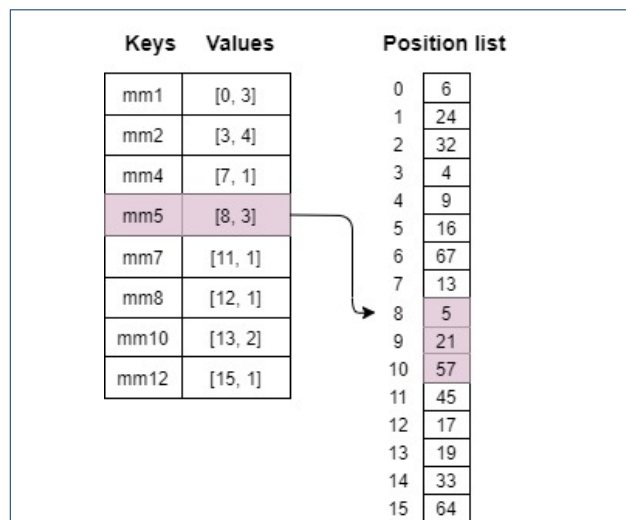 Keys Values Position list
mm1 [0, 3]
mm2 [3, 4]
mm4 [7, 1]
mm5 [8, 3]
mm7 [11, 1]
mm8 [12, 1]
mm10 [13, 2]
mm12 [15, 1]
0 6
1 24
2 32
3 4
4 9
5 16
6 67
7 13
8 5
9 21
10 57
11 45
12 17
13 19
14 33
15 64